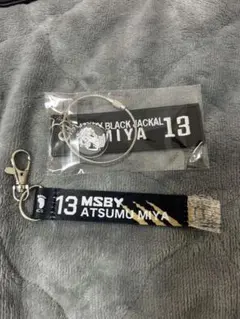 BLACK JACKAL
MIYA 13
13 MSBY
ATSUMU MIYA